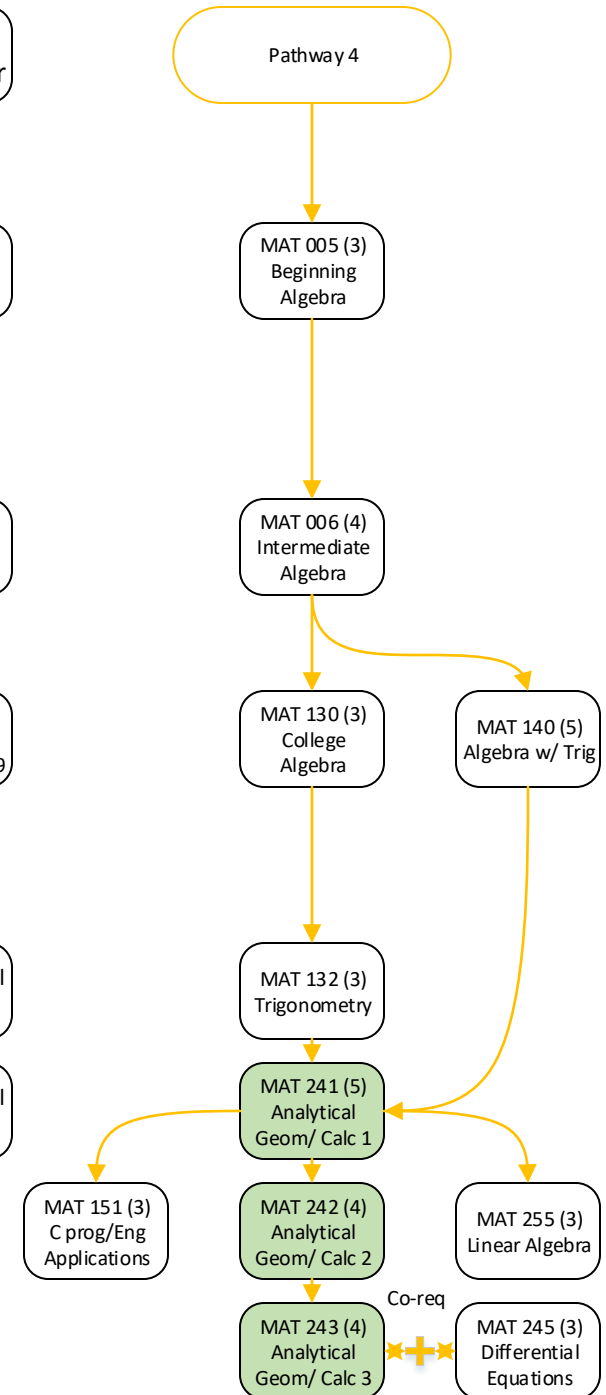 Pathway 4
r
MAT 005 (3)
Beginning
Algebra
MAT 006 (4)
Intermediate
Algebra
MAT 130 (3)
College
Algebra
MAT 140 (5)
Algebra w/ Trig
9
MAT 132 (3)
Trigonometry
l
MAT 241 (5)
Analytical
Geom/ Calc 1
l
MAT 151 (3)
C prog/Eng
Applications
MAT 242 (4)
Analytical
Geom/ Calc 2
MAT 255 (3)
Linear Algebra
Co-req
MAT 243 (4)
Analytical
Geom/ Calc 3
MAT 245 (3)
Differential
Equations